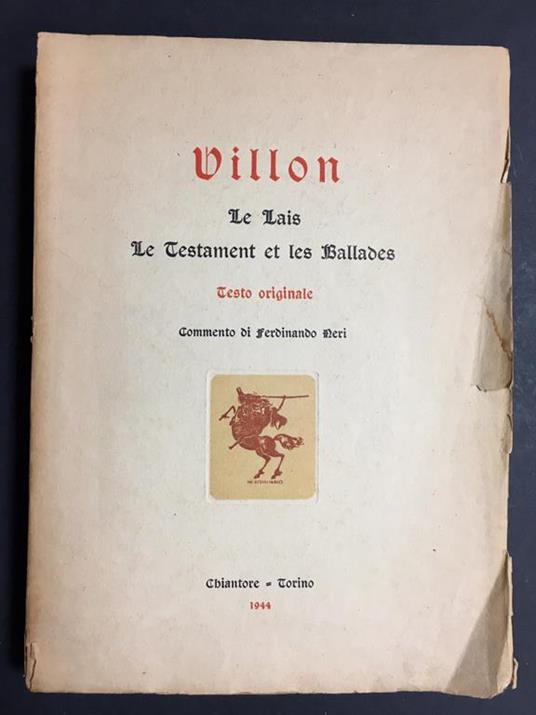 Villon
Le Lais
Le Testament et les Ballades
Testo originale
Commento di Ferdinando Neri
Chiantore = Torino
1944